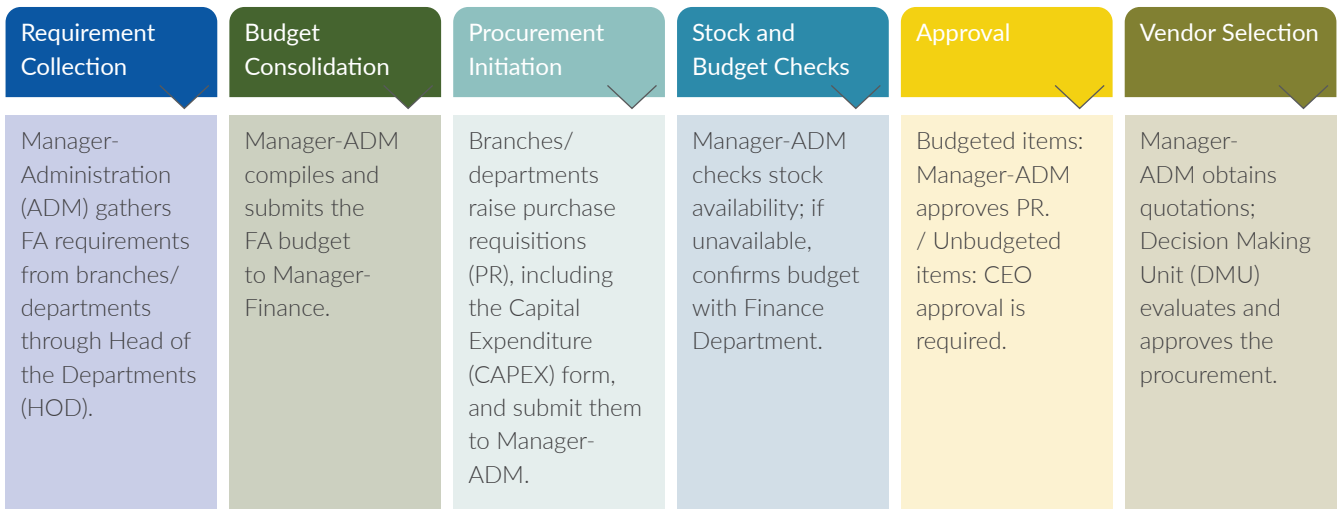 Requirement
Collection
Manager-
Administration
(ADM) gathers
FA requirements
from branches/
departments
through Head of
the Departments
(HOD).
Budget
Consolidation
Manager-ADM
compiles and
submits the
FA budget
to Manager-
Finance.
Procurement
Initiation
Branches/
departments
raise purchase
requisitions
(PR), including
the Capital
Expenditure
(CAPEX) form,
and submit them
to Manager-
ADM.
Stock and
Budget Checks
Manager-ADM
checks stock
availability; if
unavailable,
confirms budget
with Finance
Department.
Approval
Budgeted items:
Manager-ADM
approves PR.
/ Unbudgeted
items: CEO
approval is
required.
Vendor Selection
Manager-
ADM obtains
quotations;
Decision Making
Unit (DMU)
evaluates and
approves the
procurement.